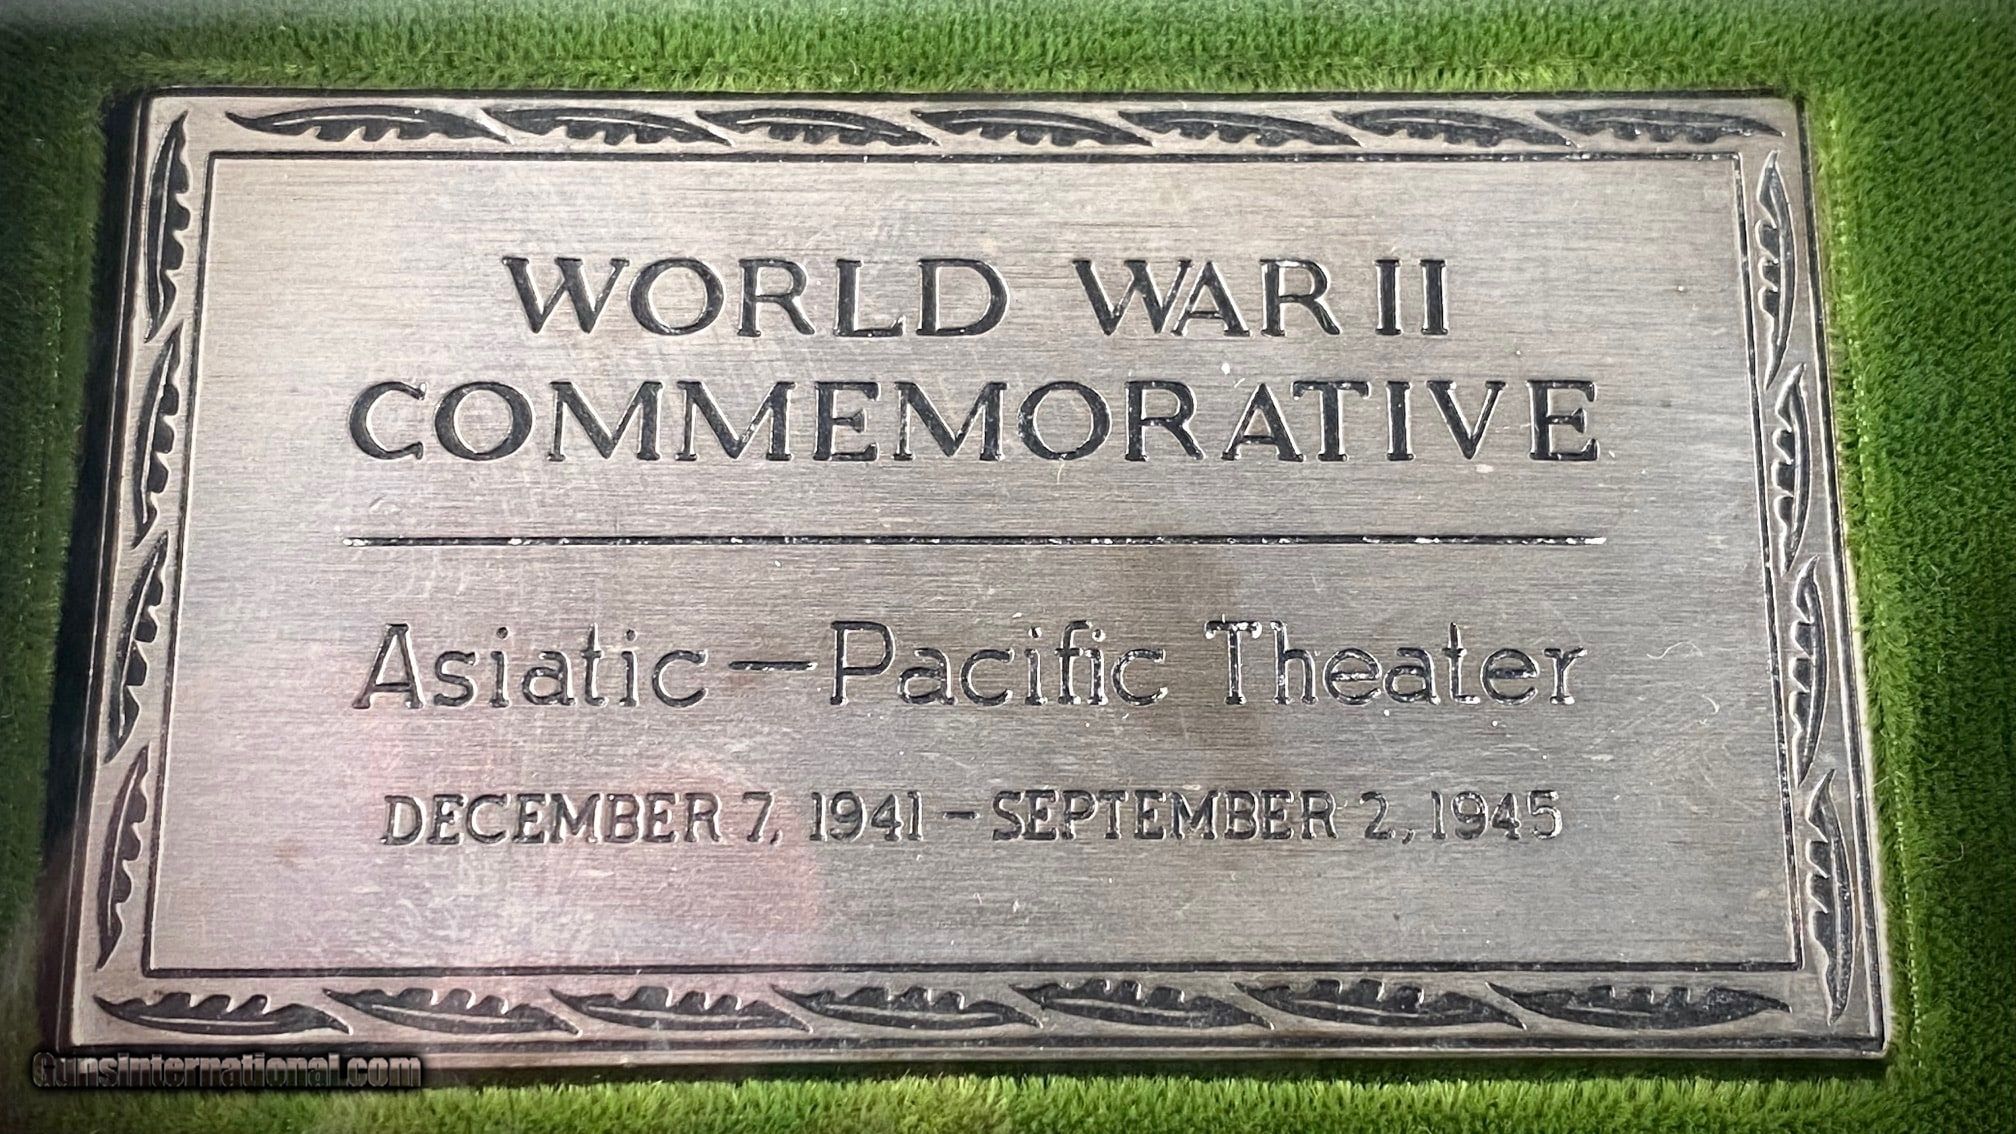 WORLD WAR II
COMMEMORATIVE
Asiatic – Pacific Theater
DECEMBER 7, 1941 – SEPTEMBER 2, 1945
GunsInternational.com